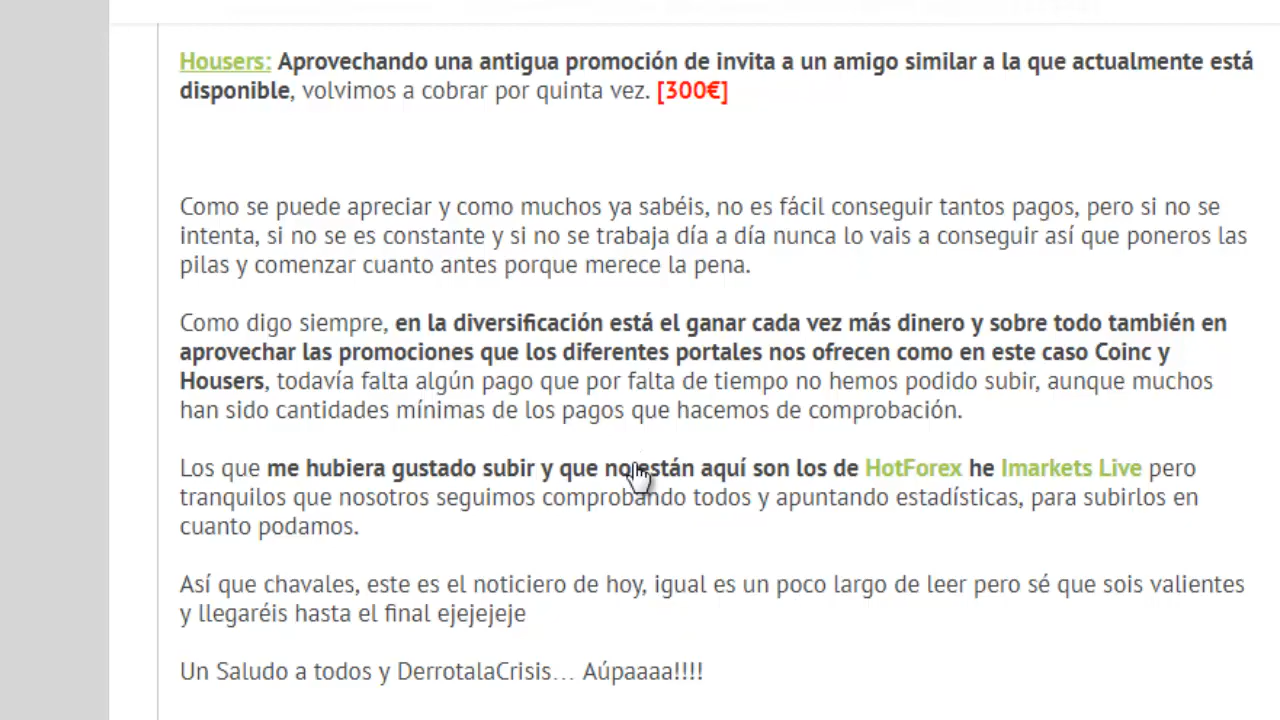 Housers: Aprovechando una antigua promoción de invita a un amigo similar a la que actualmente está
disponible, volvimos a cobrar por quinta vez. [300€]
Como se puede apreciar y como muchos ya sabéis, no es fácil conseguir tantos pagos, pero si no se
intenta, si no se es constante y si no se trabaja día a día nunca lo vais a conseguir así que poneros las
pilas y comenzar cuanto antes porque merece la pena.
Como digo siempre, en la diversificación está el ganar cada vez más dinero y sobre todo también en
aprovechar las promociones que los diferentes portales nos ofrecen como en este caso Coinc y
Housers, todavía falta algún pago que por falta de tiempo no hemos podido subir, aunque muchos
han sido cantidades mínimas de los pagos que hacemos de comprobación.
Los que me hubiera gustado subir y que no están aquí son los de HotForex he Imarkets Live pero
tranquilos que nosotros seguimos comprobando todos y apuntando estadísticas, para subirlos en
cuanto podamos.
Así que chavales, este es el noticiero de hoy, igual es un poco largo de leer pero sé que sois valientes
y llegaréis hasta el final ejejejeje
Un Saludo a todos y DerrotalaCrisis… Aúpaaaa!!!!